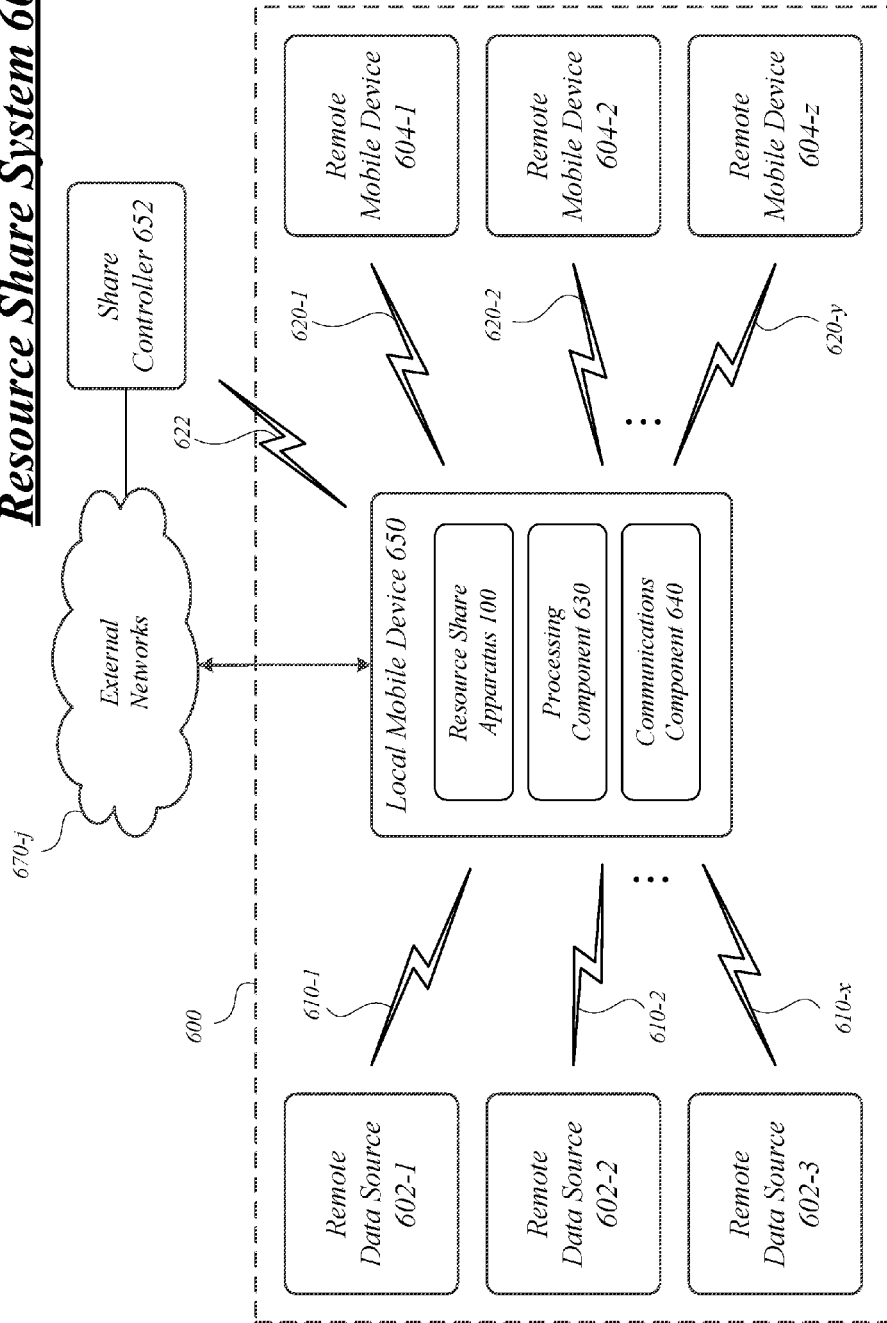 Resource Share System 60
670-j
External
Networks
Share
Controller 652
622
600
Remote
Data Source
602-1
610-1
Local Mobile Device 650
620-1
Remote
Mobile Device
604-1
Resource Share
Apparatus 100
Remote
Data Source
602-2
610-2
Processing
Component 630
620-2
Remote
Mobile Device
604-2
Communications
Component 640
...
...
Remote
Data Source
602-3
610-x
620-y
Remote
Mobile Device
604-z